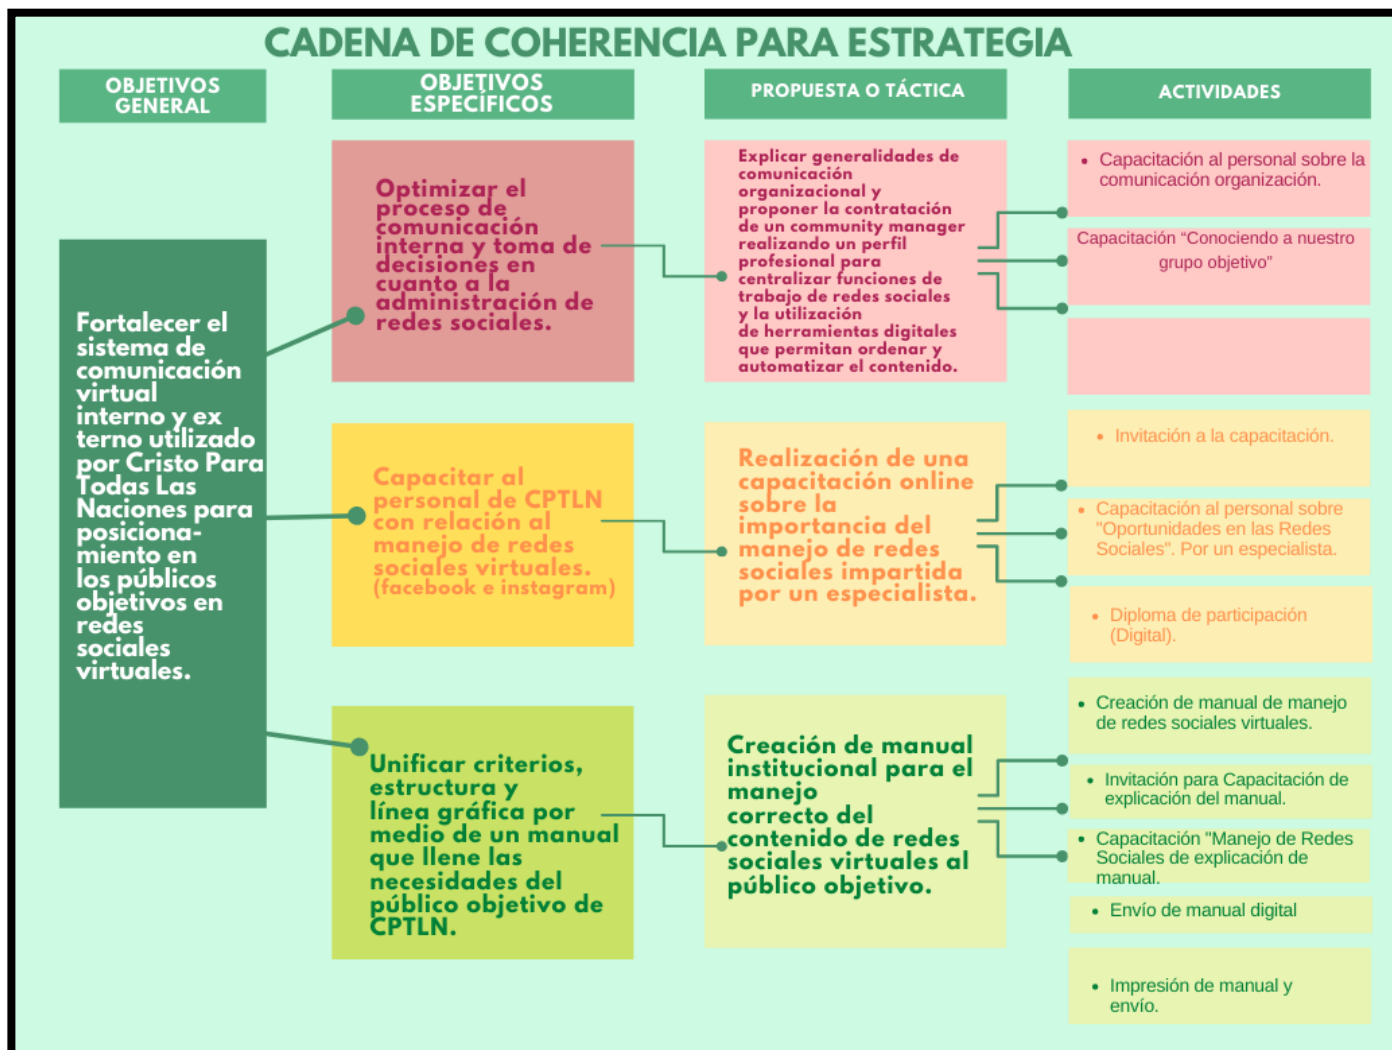 CADENA DE COHERENCIA PARA ESTRATEGIA
OBJETIVOS
GENERAL
OBJETIVOS
ESPECÍFICOS
PROPUESTA O TÁCTICA
ACTIVIDADES
Fortalecer el
sistema de
comunicación
virtual
interno y ex
terno utilizado
por Cristo Para
Todas Las
Naciones para
posiciona-
miento en
los públicos
objetivos en
redes
sociales
virtuales.
Optimizar el
proceso de
comunicación
interna y toma de
decisiones en
cuanto a la
administración de
redes sociales.
Explicar generalidades de
comunicación
organizacional y
proponer la contratación
de un community manager
realizando un perfil
profesional para
centralizar funciones de
trabajo de redes sociales
y la utilización
de herramientas digitales
que permitan ordenar y
automatizar el contenido.
• Capacitación al personal sobre la
comunicación organización.
Capacitación “Conociendo a nuestro
grupo objetivo”
Capacitar al
personal de CPTLN
con relación al
manejo de redes
sociales virtuales.
(facebook e instagram)
Realización de una
capacitación online
sobre la
importancia del
manejo de redes
sociales impartida
por un especialista.
• Invitación a la capacitación.
• Capacitación al personal sobre
"Oportunidades en las Redes
Sociales". Por un especialista.
• Diploma de participación
(Digital).
Unificar criterios,
estructura y
línea gráfica por
medio de un manual
que llene las
necesidades del
público objetivo de
CPTLN.
Creación de manual
institucional para el
manejo
correcto del
contenido de redes
sociales virtuales al
público objetivo.
• Creación de manual de manejo
de redes sociales virtuales.
• Invitación para Capacitación de
explicación del manual.
• Capacitación "Manejo de Redes
Sociales de explicación de
manual.
• Envío de manual digital
• Impresión de manual y
envío.